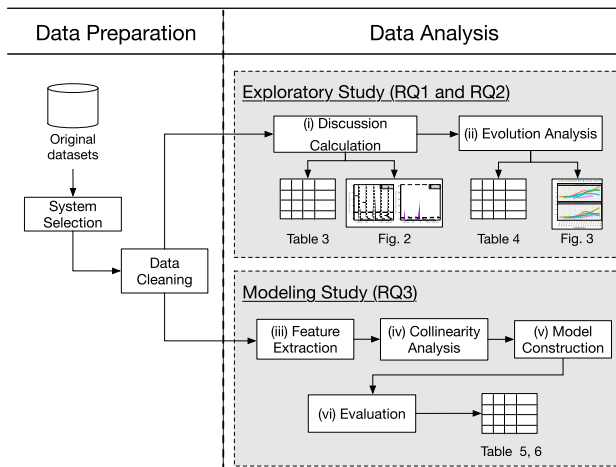 Data Preparation
Data Analysis
Original
datasets
System
Selection
Data
Cleaning
Exploratory Study (RQ1 and RQ2)
(i) Discussion
Calculation
(ii) Evolution Analysis
Table 3
Fig. 2
Table 4
Fig. 3
Modeling Study (RQ3)
(iii) Feature
Extraction
(iv) Collinearity
Analysis
(v) Model
Construction
(vi) Evaluation
Table 5, 6